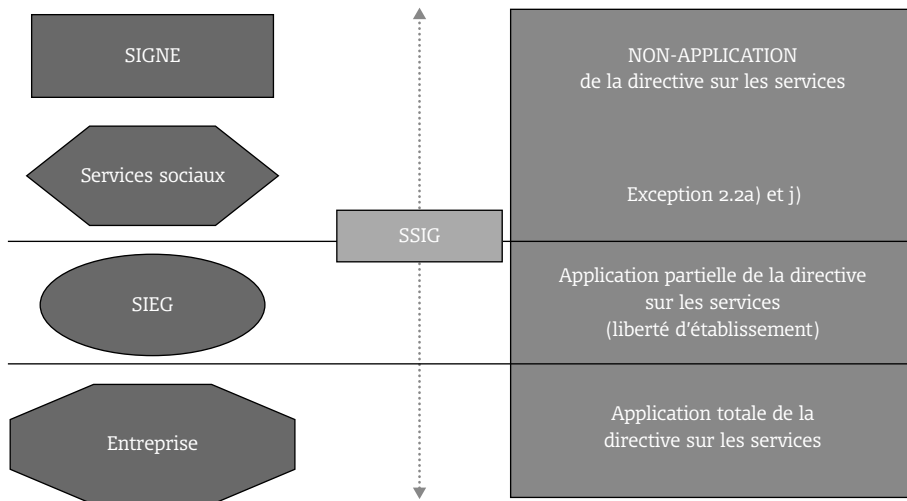 SIGNE
NON-APPLICATION
de la directive sur les services
Services sociaux
Exception 2.2a) et j)
SSIG
SIEG
Application partielle de la directive
sur les services
(liberté d'établissement)
Entreprise
Application totale de la
directive sur les services